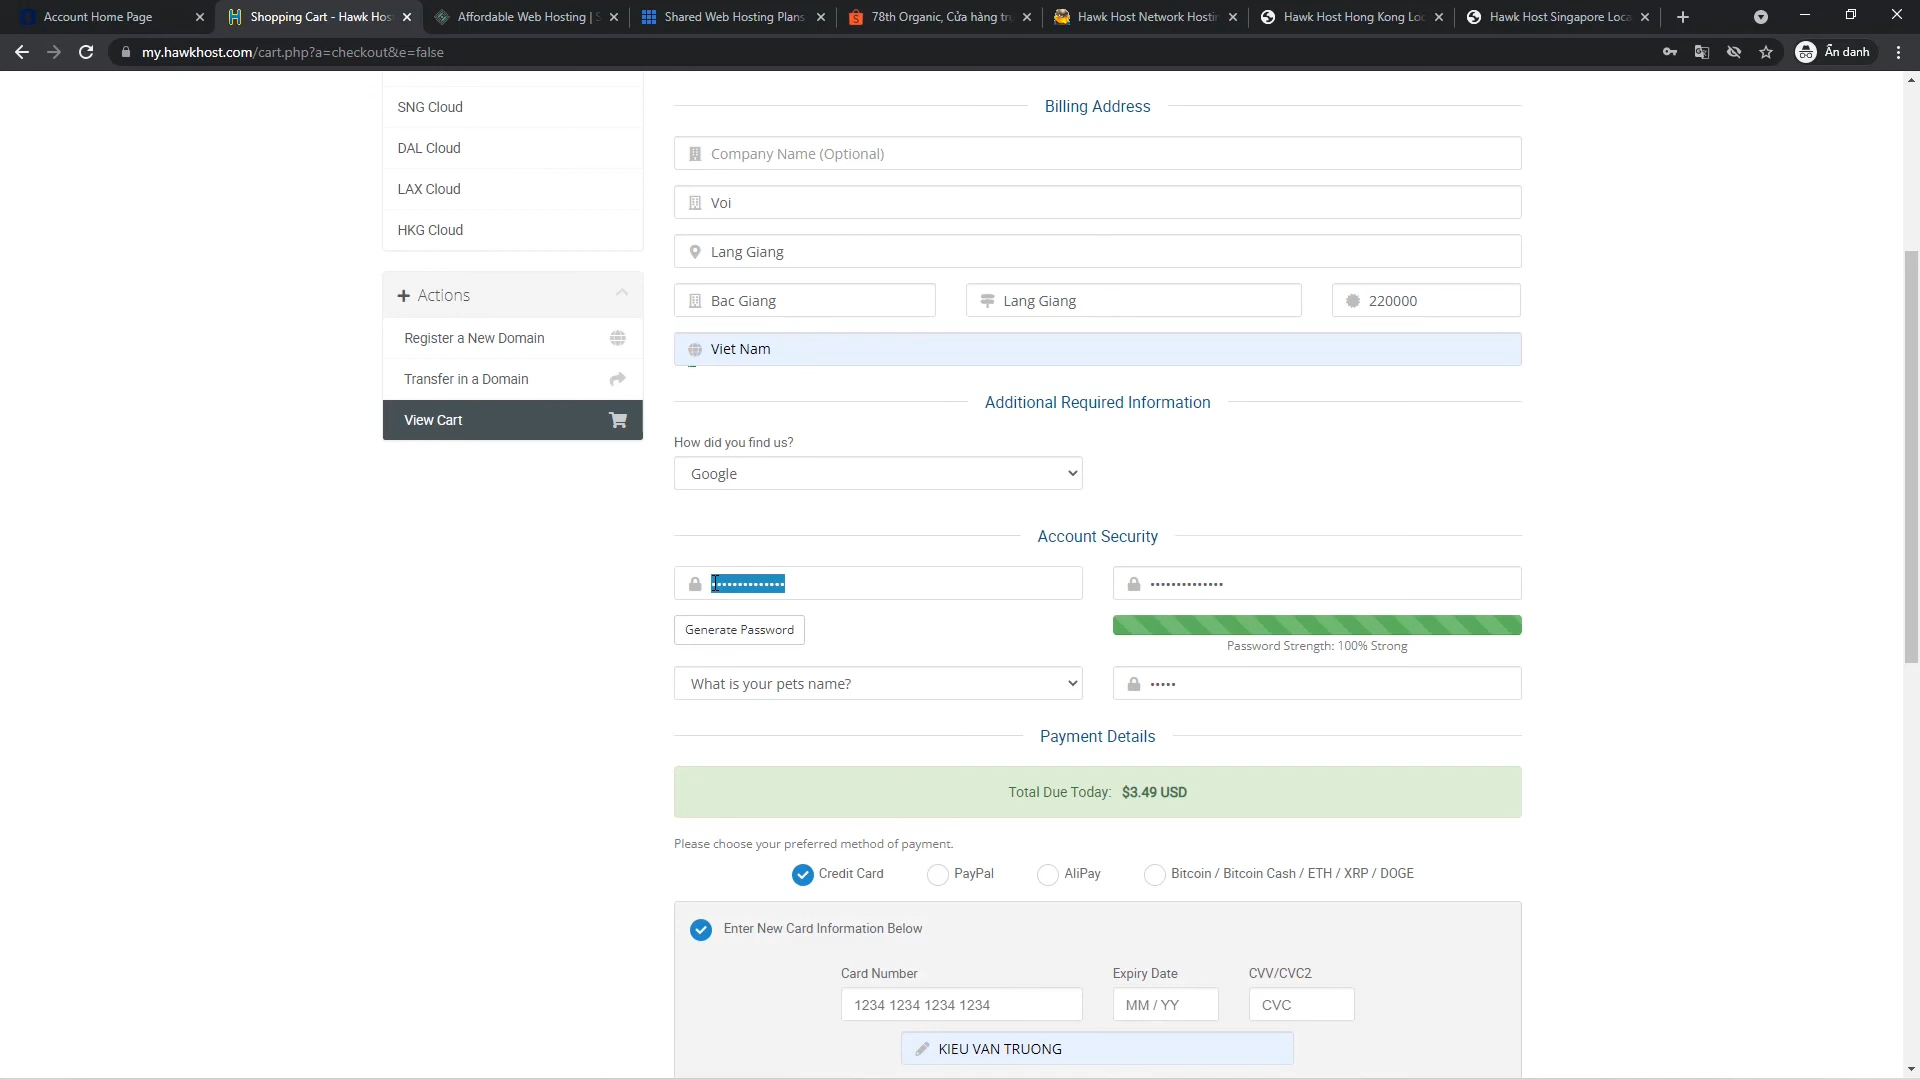 Account Home Page
Shopping Cart - Hawk Hos
Affordable Web Hosting | S
Shared Web Hosting Plans
78th Organic, Cửa hàng tr
Hawk Host Network Hostin
Hawk Host Hong Kong Loc
Hawk Host Singapore Loca
my.hawkhost.com/cart.php?a=checkout&e=false
Ẩn danh
SNG Cloud
DAL Cloud
LAX Cloud
HKG Cloud
Actions
Register a New Domain
Transfer in a Domain
View Cart
Billing Address
Company Name (Optional)
Voi
Lang Giang
Bac Giang
Lang Giang
220000
Viet Nam
Additional Required Information
How did you find us?
Google
Account Security
••••••••••••••
••••••••••••••
Generate Password
Password Strength: 100% Strong
What is your pets name?
•••••
Payment Details
Total Due Today: $3.49 USD
Please choose your preferred method of payment.
Credit Card
PayPal
AliPay
Bitcoin / Bitcoin Cash / ETH / XRP / DOGE
Enter New Card Information Below
Card Number
Expiry Date
CVV/CVC2
1234 1234 1234 1234
MM / YY
CVC
KIEU VAN TRUONG